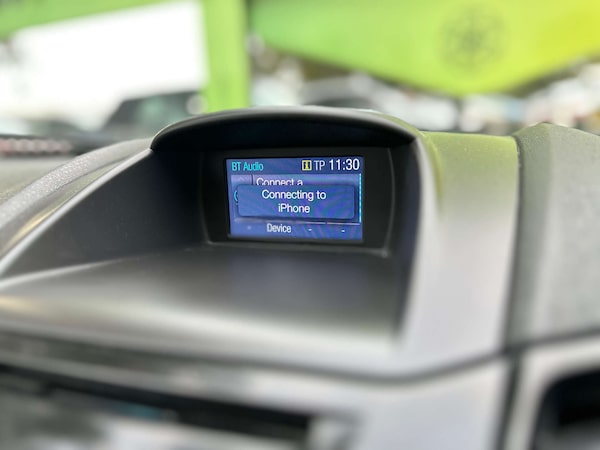 BT Audio i TP 11:30
Connect a
Connecting to
iPhone
Device - -